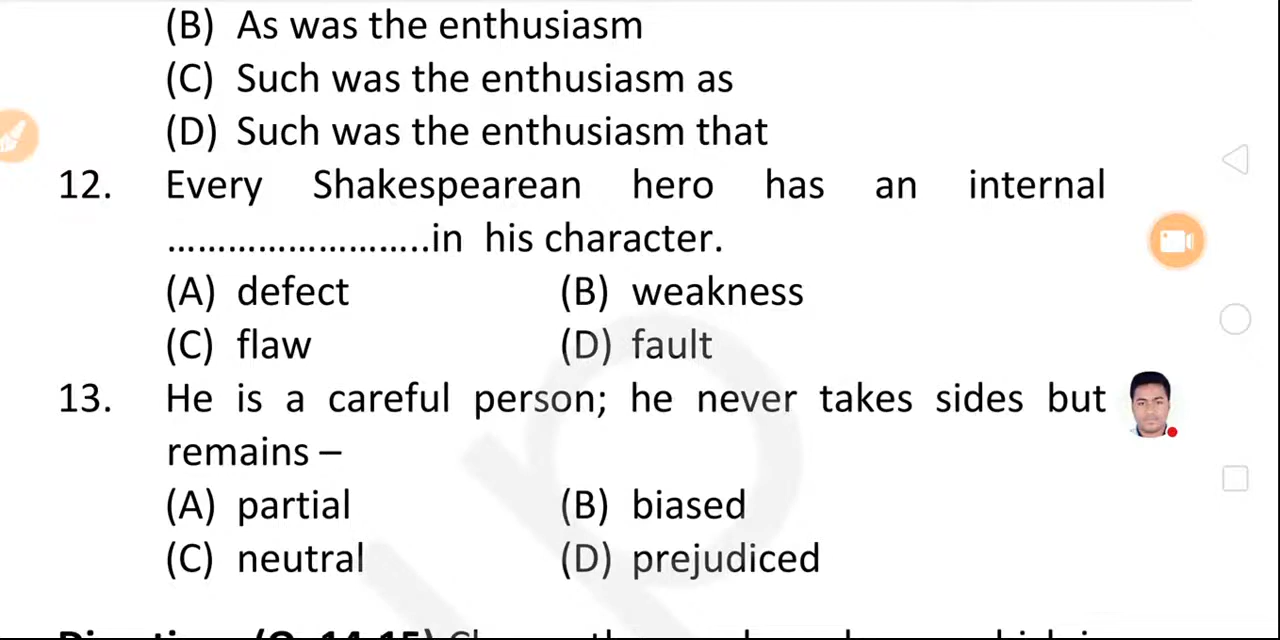 (B) As was the enthusiasm
(C) Such was the enthusiasm as
(D) Such was the enthusiasm that
12. Every Shakespearean hero has an internal
..........................in his character.
(A) defect (B) weakness
(C) flaw (D) fault
13. He is a careful person; he never takes sides but
remains –
(A) partial (B) biased
(C) neutral (D) prejudiced